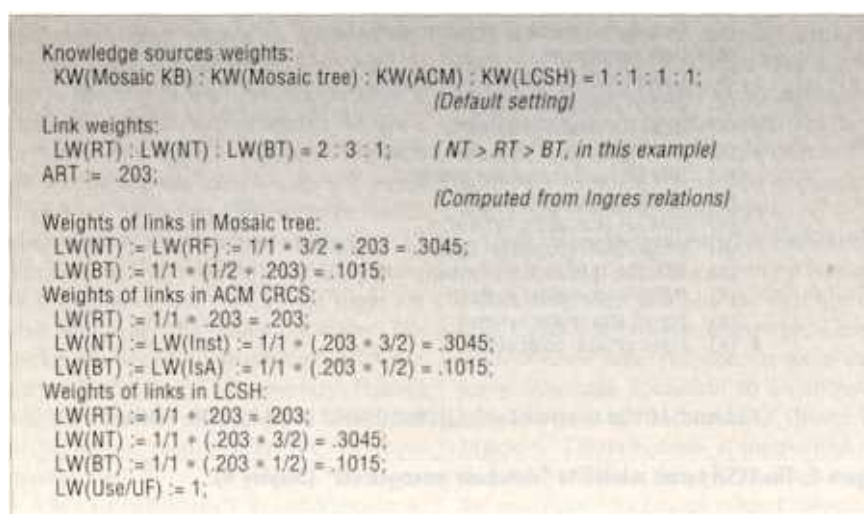 Knowledge sources weights:
KW(Mosaic KB) : KW(Mosaic tree) : KW(ACM) : KW(LCSH) = 1 : 1 : 1 : 1;
(Default setting)
Link weights:
LW(RT) : LW(NT) : LW(BT) = 2 : 3 : 1; ( NT > RT > BT, in this example)
ART := .203;
(Computed from Ingres relations)
Weights of links in Mosaic tree:
LW(NT) := LW(RF) := 1/1 * 3/2 * .203 = .3045;
LW(BT) := 1/1 * (1/2 * .203) = .1015;
Weights of links in ACM CRCS:
LW(RT) := 1/1 * .203 = .203;
LW(NT) := LW(Inst) := 1/1 * (.203 * 3/2) = .3045;
LW(BT) := LW(IsA) := 1/1 * (.203 * 1/2) = .1015;
Weights of links in LCSH:
LW(RT) := 1/1 * .203 = .203;
LW(NT) := 1/1 * (.203 * 3/2) = .3045;
LW(BT) := 1/1 * (.203 * 1/2) = .1015;
LW(Use/UF) := 1;